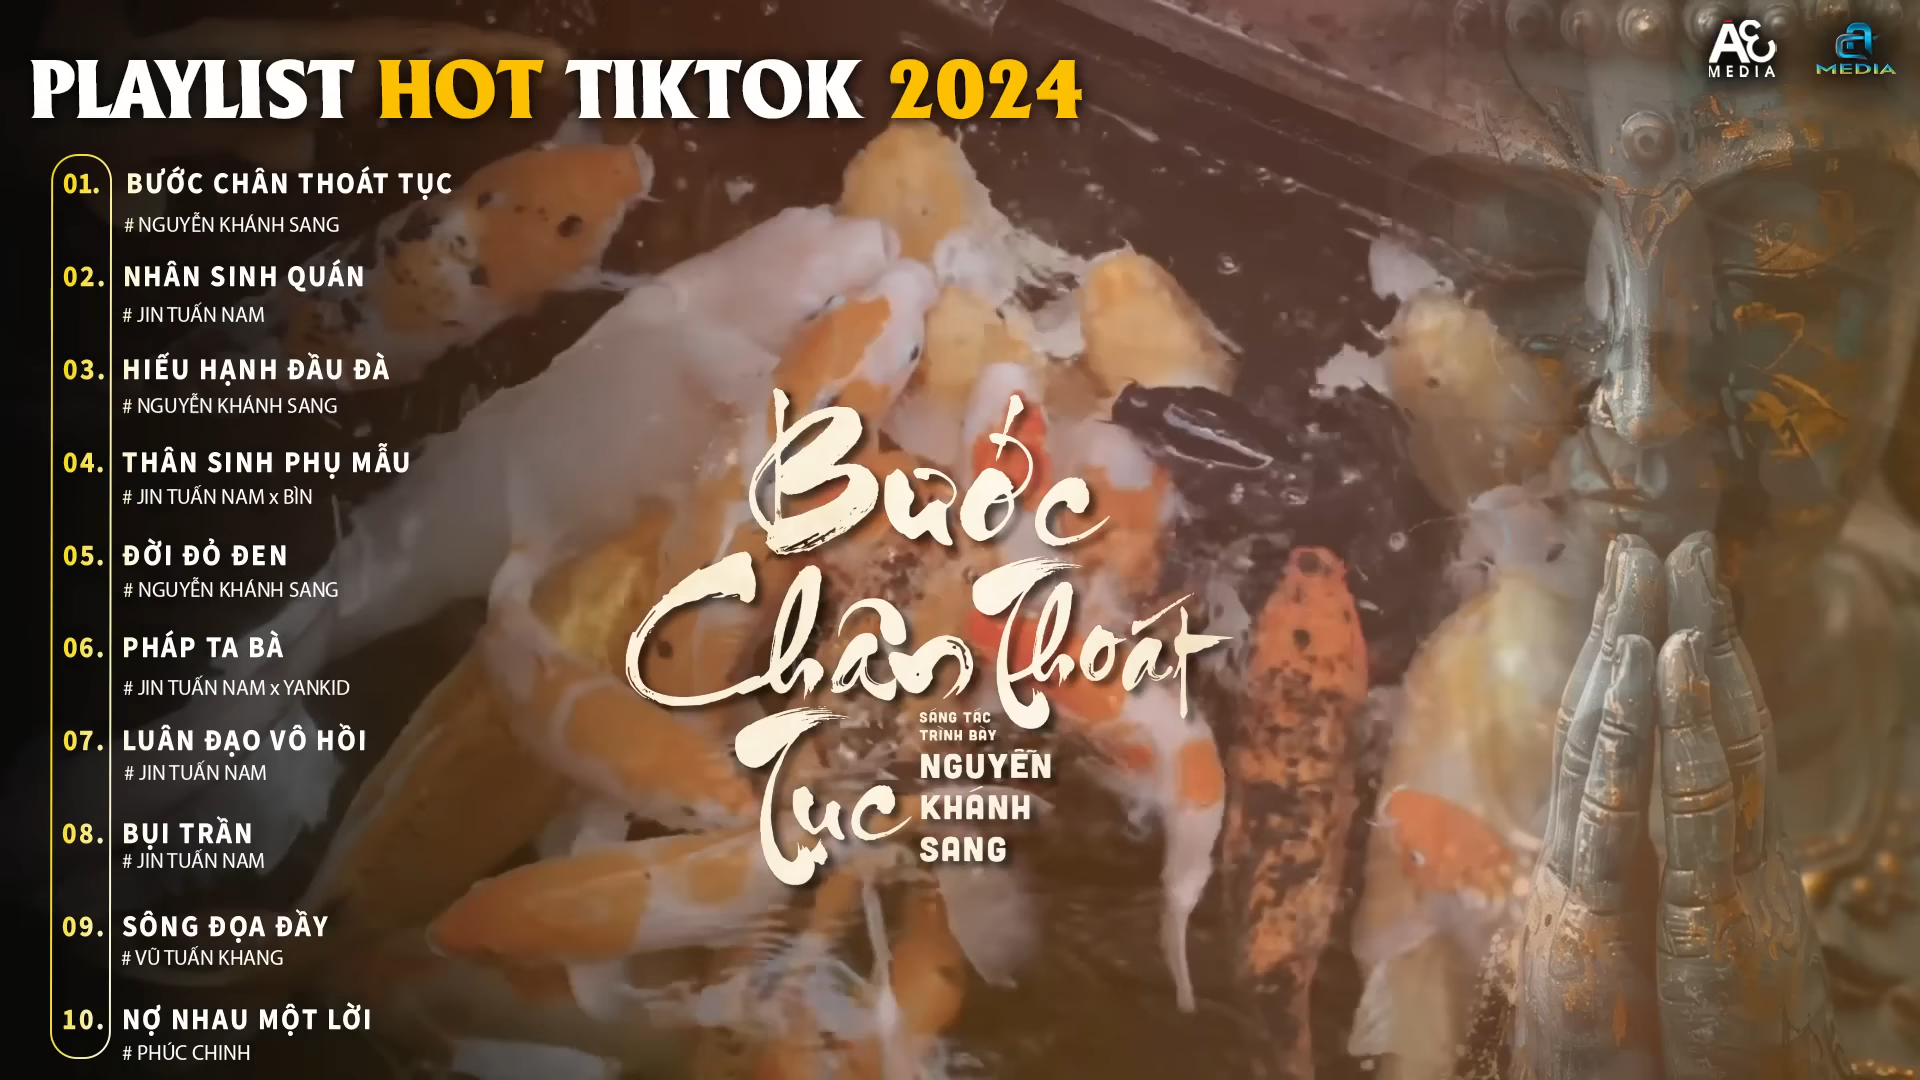 PLAYLIST HOT TIKTOK 2024
01. BƯỚC CHÂN THOÁT TỤC
# NGUYỄN KHÁNH SANG
02. NHÂN SINH QUÁN
# JIN TUẤN NAM
03. HIẾU HẠNH ĐẦU ĐÀ
# NGUYỄN KHÁNH SANG
04. THÂN SINH PHỤ MẪU
# JIN TUẤN NAM x BÌN
05. ĐỜI ĐỎ ĐEN
# NGUYỄN KHÁNH SANG
06. PHÁP TA BÀ
# JIN TUẤN NAM x YANKID
07. LUÂN ĐẠO VÔ HỒI
# JIN TUẤN NAM
08. BỤI TRẦN
# JIN TUẤN NAM
09. SÔNG ĐỌA ĐẦY
# VŨ TUẤN KHANG
10. NỢ NHAU MỘT LỜI
# PHÚC CHINH
Bước
Chân Thoát
Tục
SÁNG TÁC
TRÌNH BÀY
NGUYỄN
KHÁNH
SANG
MEDIA
MEDIA